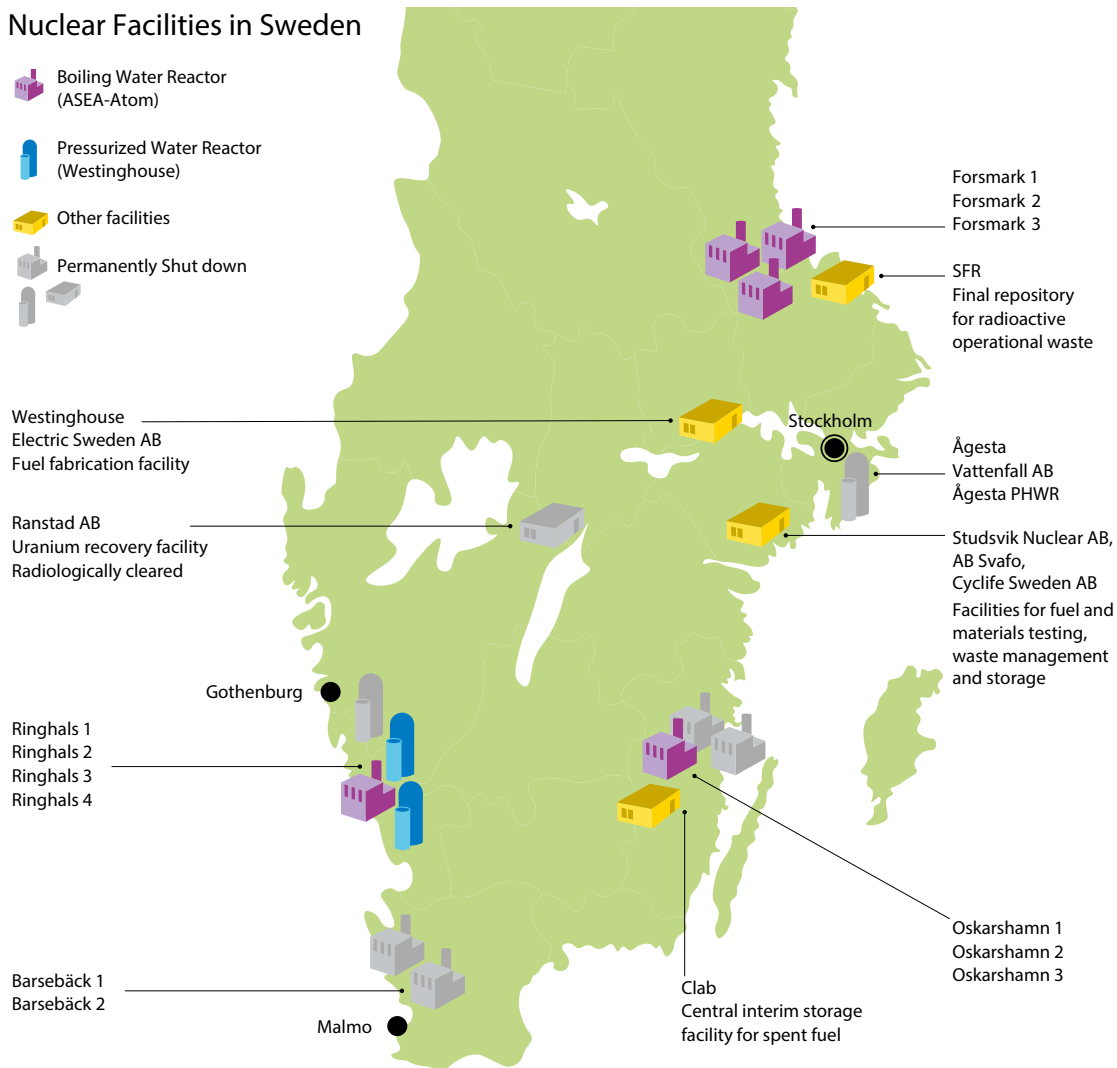 Nuclear Facilities in Sweden
Boiling Water Reactor
(ASEA-Atom)
Pressurized Water Reactor
(Westinghouse)
Other facilities
Permanently Shut down
Forsmark 1
Forsmark 2
Forsmark 3
SFR
Final repository
for radioactive
operational waste
Westinghouse
Electric Sweden AB
Fuel fabrication facility
Stockholm
Ågesta
Vattenfall AB
Ågesta PHWR
Ranstad AB
Uranium recovery facility
Radiologically cleared
Studsvik Nuclear AB,
AB Svafo,
Cyclife Sweden AB
Facilities for fuel and
materials testing,
waste management
and storage
Gothenburg
Ringhals 1
Ringhals 2
Ringhals 3
Ringhals 4
Oskarshamn 1
Oskarshamn 2
Oskarshamn 3
Barsebäck 1
Barsebäck 2
Clab
Central interim storage
facility for spent fuel
Malmo